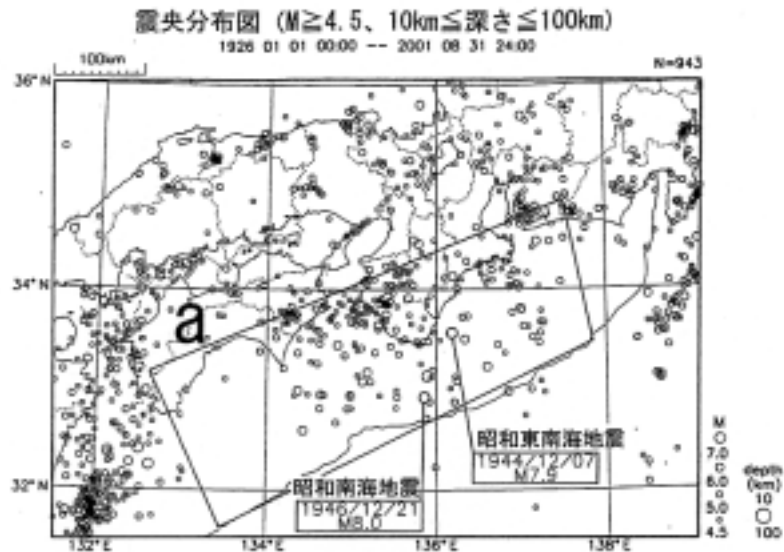 震央分布図 (M≧4.5、10km≦深さ≦100km)
1926 01 01 00:00 -- 2001 08 31 24:00
100km
N=943
36°N
34°N
a
32°N
昭和東南海地震
1944/12/07
M7.9
昭和南海地震
1946/12/21
M8.0
M
7.0
6.0
5.0
4.5
depth
(km)
10
100
132°E
134°E
136°E
138°E